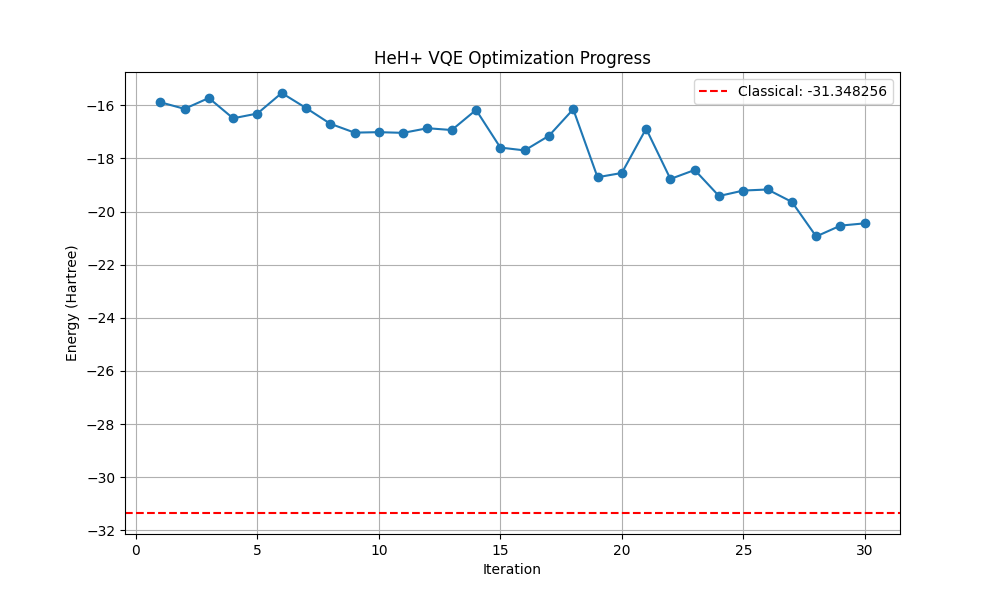 HeH+ VQE Optimization Progress
Classical: -31.348256
Energy (Hartree)
−16
−18
−20
−22
−24
−26
−28
−30
−32
0 5 10 15 20 25 30
Iteration